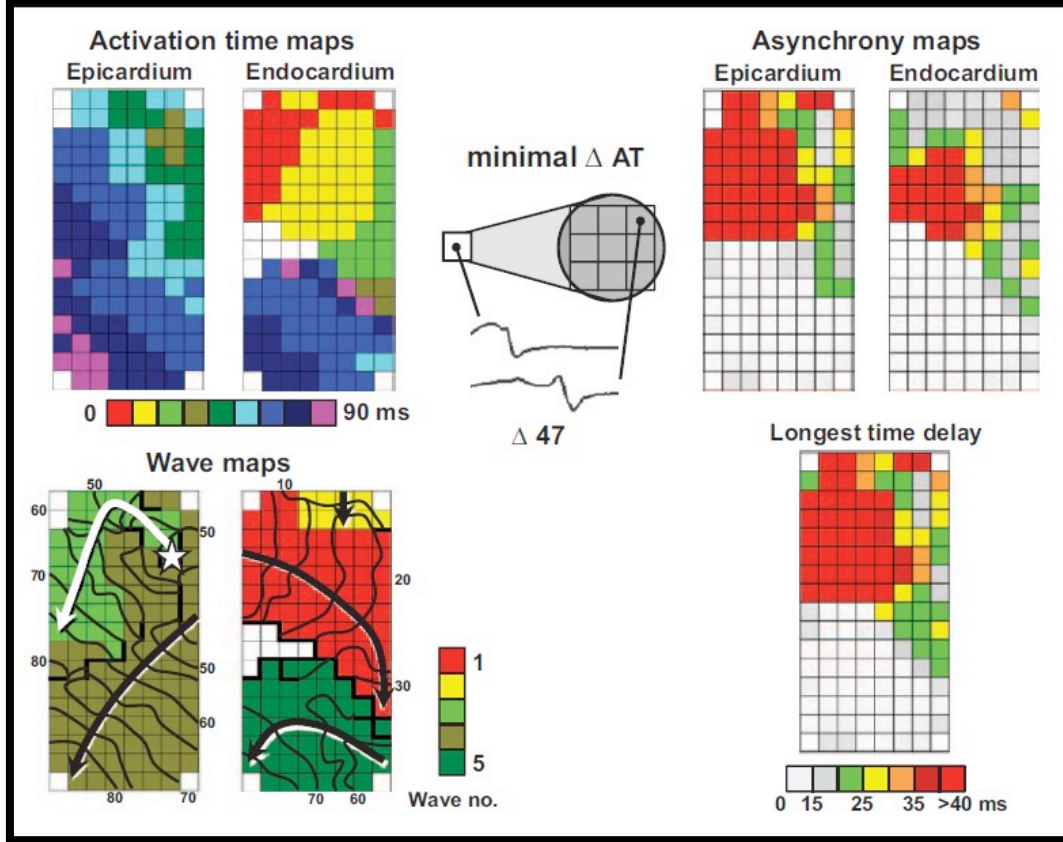 Activation time maps
Epicardium Endocardium
0 90 ms
minimal Δ AT
Δ 47
Asynchrony maps
Epicardium Endocardium
Longest time delay
0 15 25 35 >40 ms
Wave maps
50 10
60
50
70
20
80
50
30
60
80 70
70 60
1
5
Wave no.